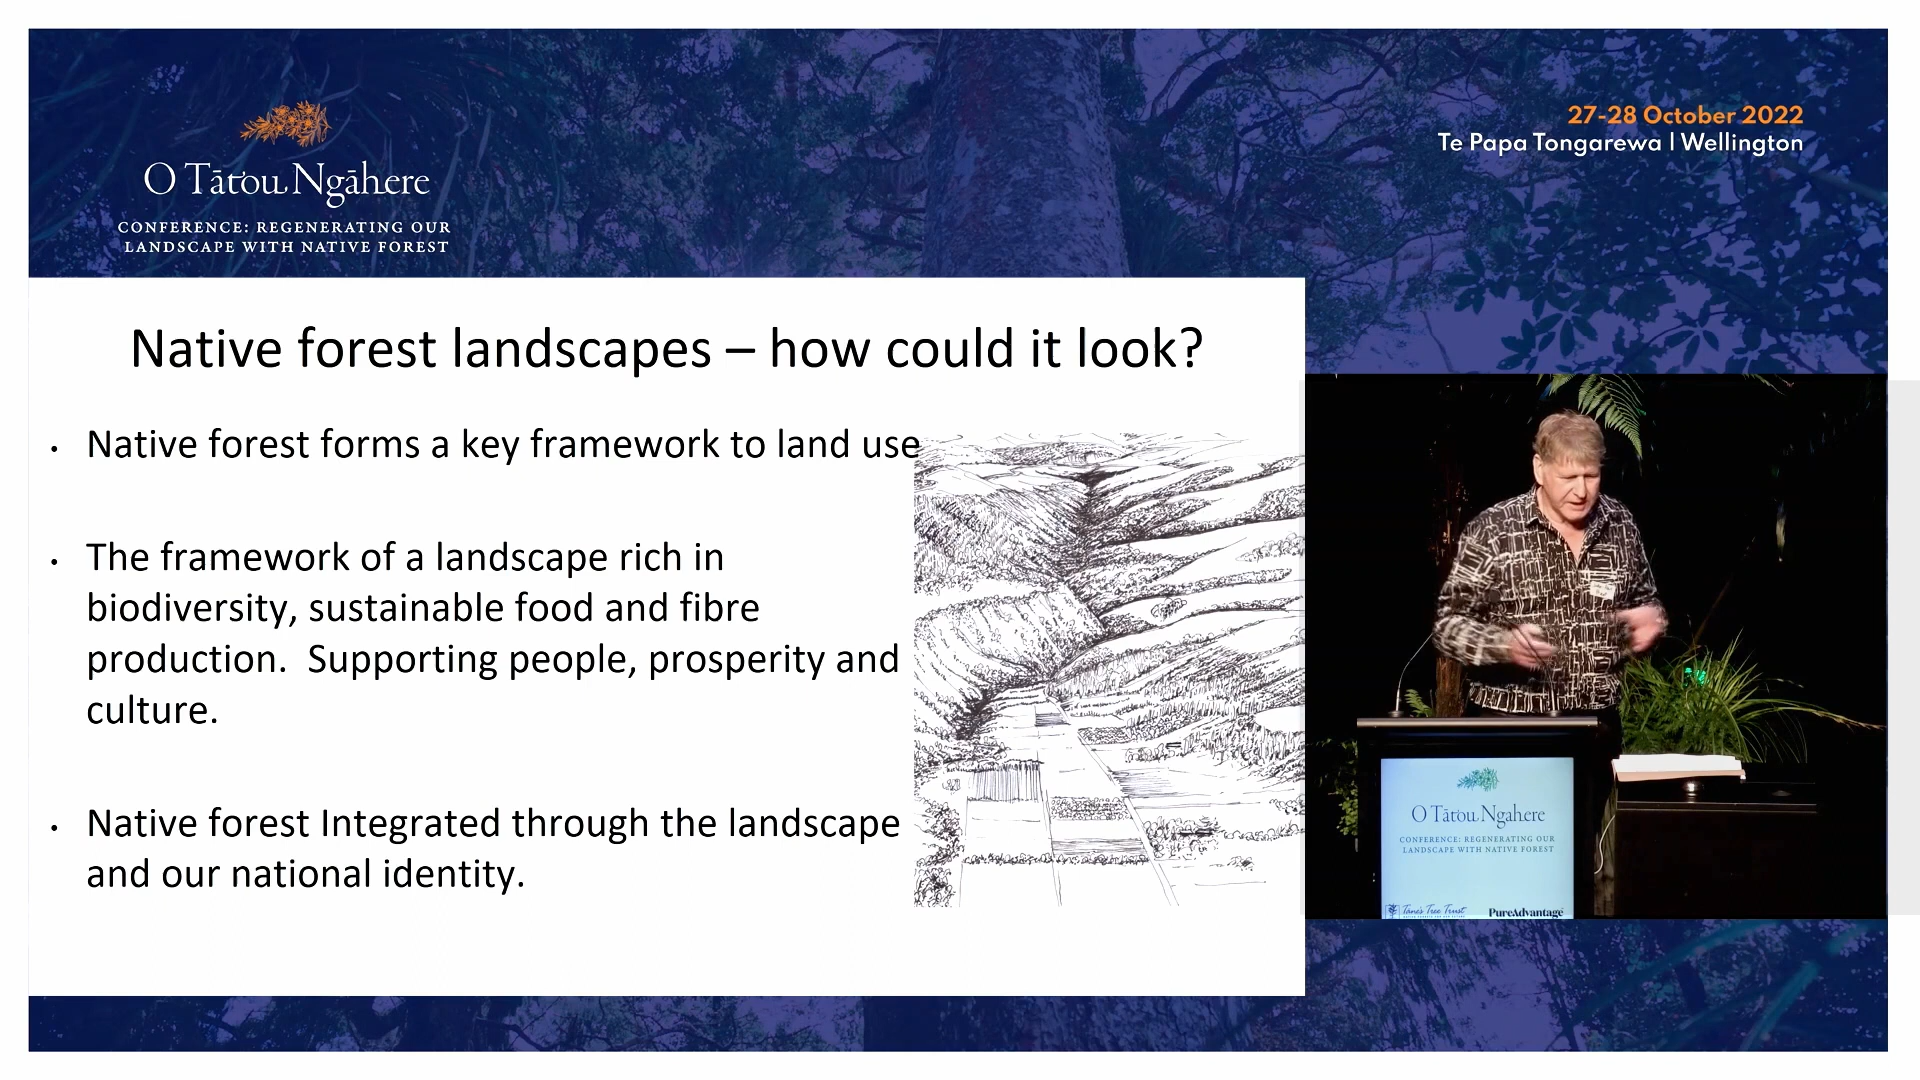 O Tātou Ngāhere
CONFERENCE: REGENERATING OUR
LANDSCAPE WITH NATIVE FOREST
27-28 October 2022
Te Papa Tongarewa | Wellington
Native forest landscapes – how could it look?
• Native forest forms a key framework to land use
• The framework of a landscape rich in
biodiversity, sustainable food and fibre
production.  Supporting people, prosperity and
culture.
• Native forest Integrated through the landscape
and our national identity.
O Tātou Ngahere
CONFERENCE: REGENERATING OUR
LANDSCAPE WITH NATIVE FOREST
Tāne's Tree Trust
PureAdvantage